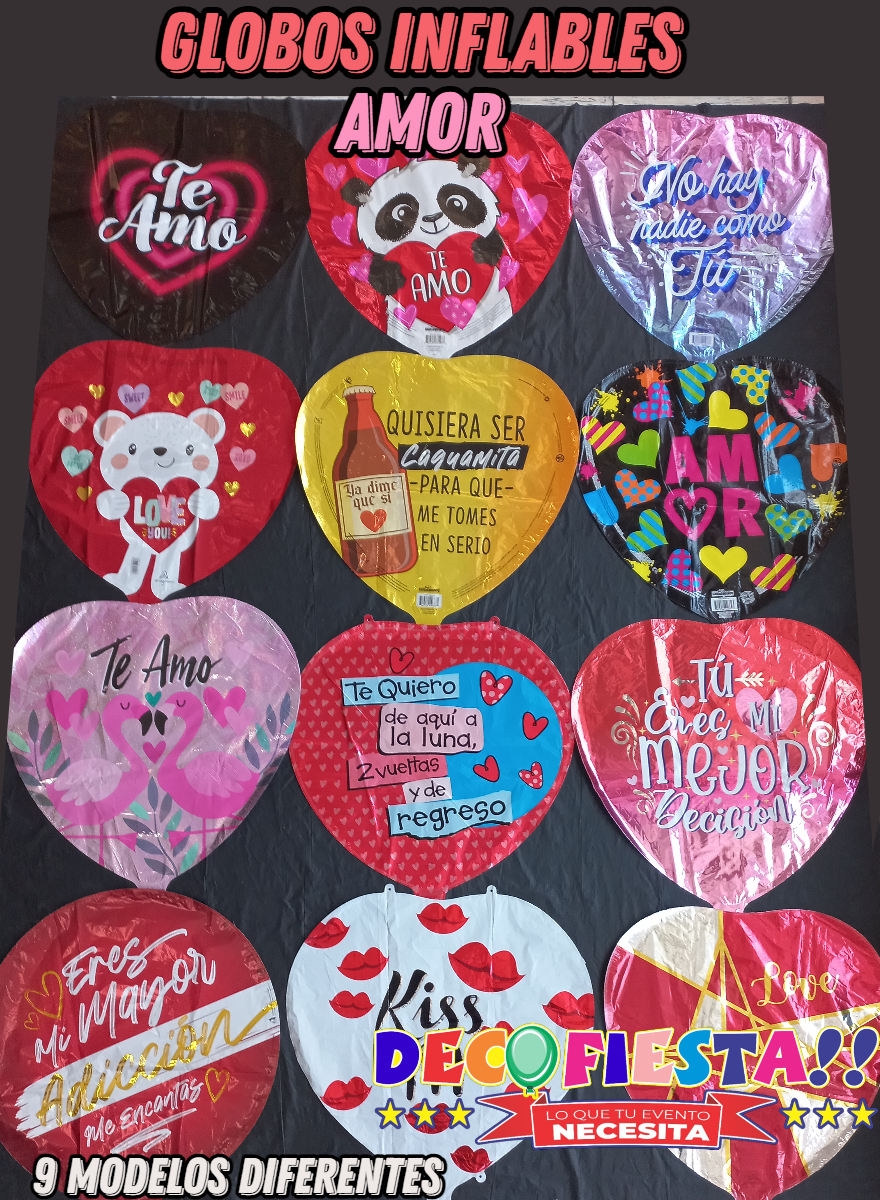 GLOBOS INFLABLES
AMOR
Te
Amo
TE
AMO
No hay
nadie como
Tú
SWEET
SMILE
SMILE
LOVE
YOU!
QUISIERA SER
Caguamita
-PARA QUE-
ME TOMES
EN SERIO
Ya dime
que si
AM
R
Te Amo
Te Quiero
de aquí a
la luna,
2 vueltas
y de
regreso
TÚ
Eres Mi
MEJOR
Decisión
Eres
Mi Mayor
Adicción
que encantas
Kiss
Love
DECOFIESTA!!
LO QUE TU EVENTO
NECESITA
9 MODELOS DIFERENTES